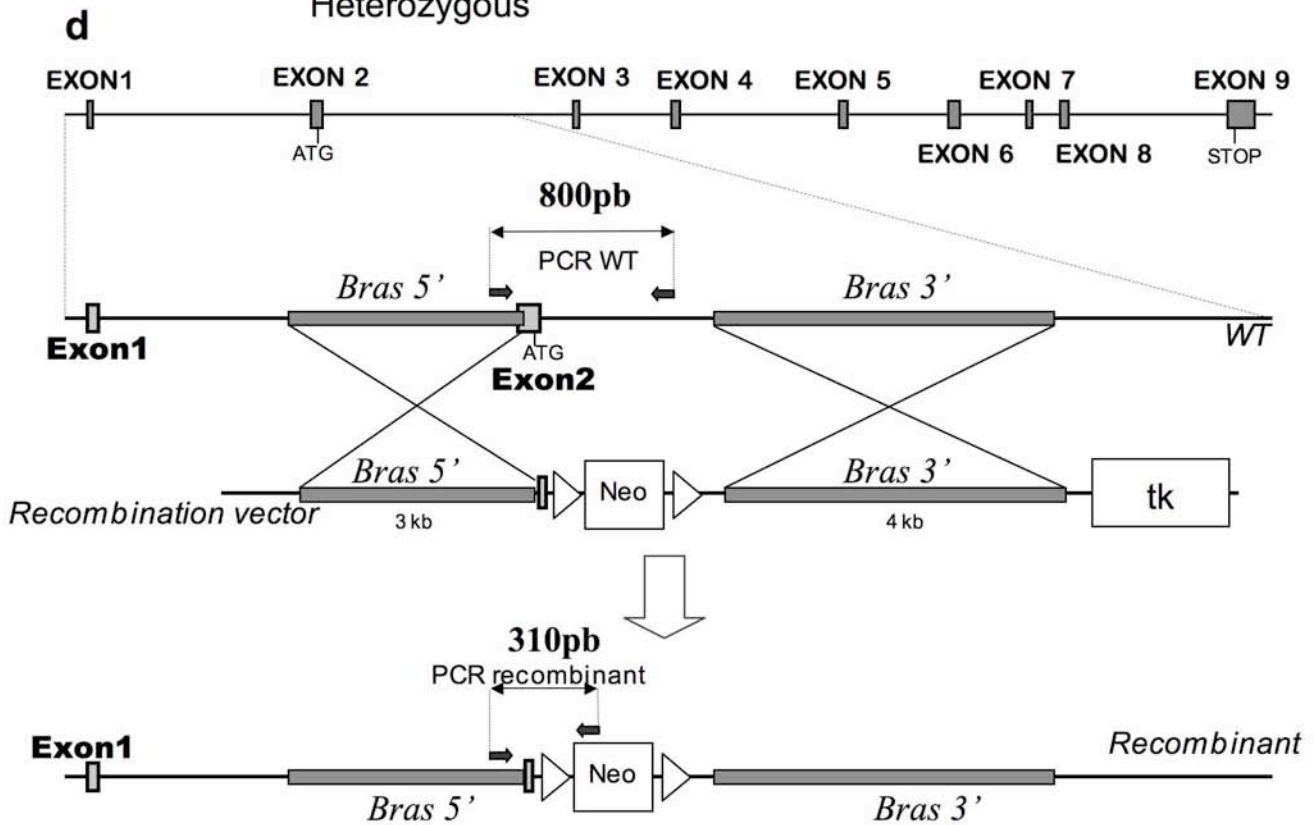 Heterozygous
d
EXON1 EXON 2 EXON 3 EXON 4 EXON 5 EXON 7 EXON 9
ATG EXON 6 EXON 8 STOP
800pb
PCR WT
Bras 5’ Bras 3’
WT
Exon1 ATG
Exon2
Bras 5’ Neo Bras 3’ tk
Recombination vector 3 kb 4 kb
310pb
PCR recombinant
Exon1 Recombinant
Neo
Bras 5’ Bras 3’